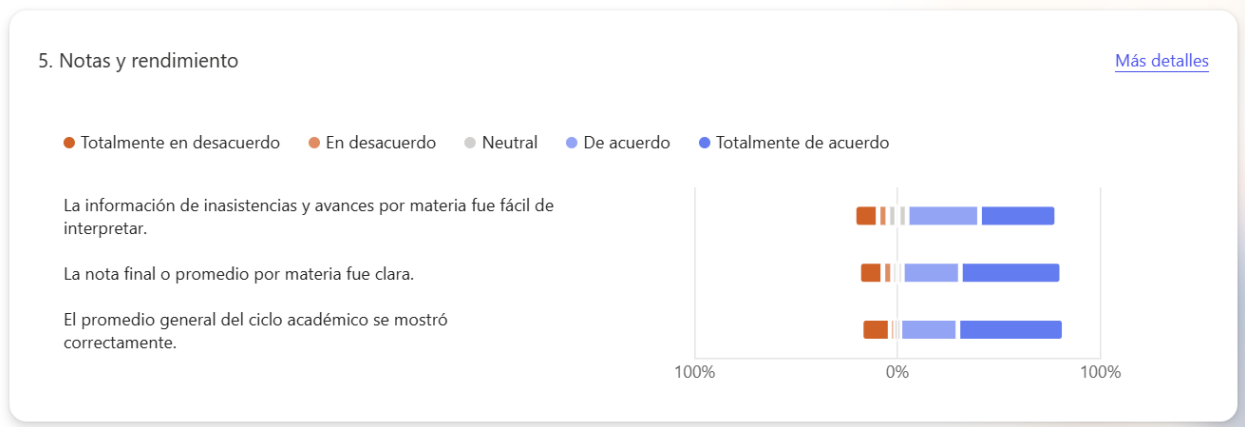 5. Notas y rendimiento
Más detalles
Totalmente en desacuerdo
En desacuerdo
Neutral
De acuerdo
Totalmente de acuerdo
La información de inasistencias y avances por materia fue fácil de
interpretar.
La nota final o promedio por materia fue clara.
El promedio general del ciclo académico se mostró
correctamente.
100%
0%
100%